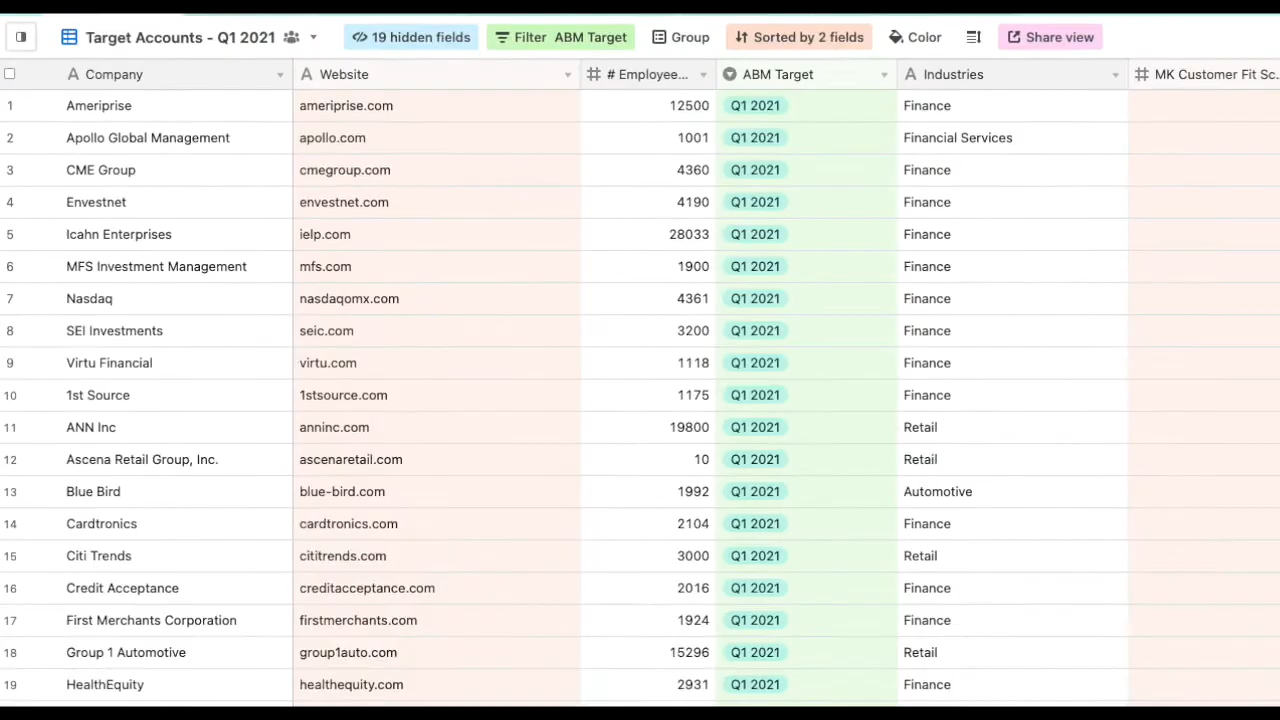 Target Accounts - Q1 2021 19 hidden fields Filter ABM Target Group Sorted by 2 fields Color Share view
Company Website # Employee... ABM Target Industries MK Customer Fit Sc...
1 Ameriprise ameriprise.com 12500 Q1 2021 Finance
2 Apollo Global Management apollo.com 1001 Q1 2021 Financial Services
3 CME Group cmegroup.com 4360 Q1 2021 Finance
4 Envestnet envestnet.com 4190 Q1 2021 Finance
5 Icahn Enterprises ielp.com 28033 Q1 2021 Finance
6 MFS Investment Management mfs.com 1900 Q1 2021 Finance
7 Nasdaq nasdaqomx.com 4361 Q1 2021 Finance
8 SEI Investments seic.com 3200 Q1 2021 Finance
9 Virtu Financial virtu.com 1118 Q1 2021 Finance
10 1st Source 1stsource.com 1175 Q1 2021 Finance
11 ANN Inc anninc.com 19800 Q1 2021 Retail
12 Ascena Retail Group, Inc. ascenaretail.com 10 Q1 2021 Retail
13 Blue Bird blue-bird.com 1992 Q1 2021 Automotive
14 Cardtronics cardtronics.com 2104 Q1 2021 Finance
15 Citi Trends cititrends.com 3000 Q1 2021 Retail
16 Credit Acceptance creditacceptance.com 2016 Q1 2021 Finance
17 First Merchants Corporation firstmerchants.com 1924 Q1 2021 Finance
18 Group 1 Automotive group1auto.com 15296 Q1 2021 Retail
19 HealthEquity healthequity.com 2931 Q1 2021 Finance